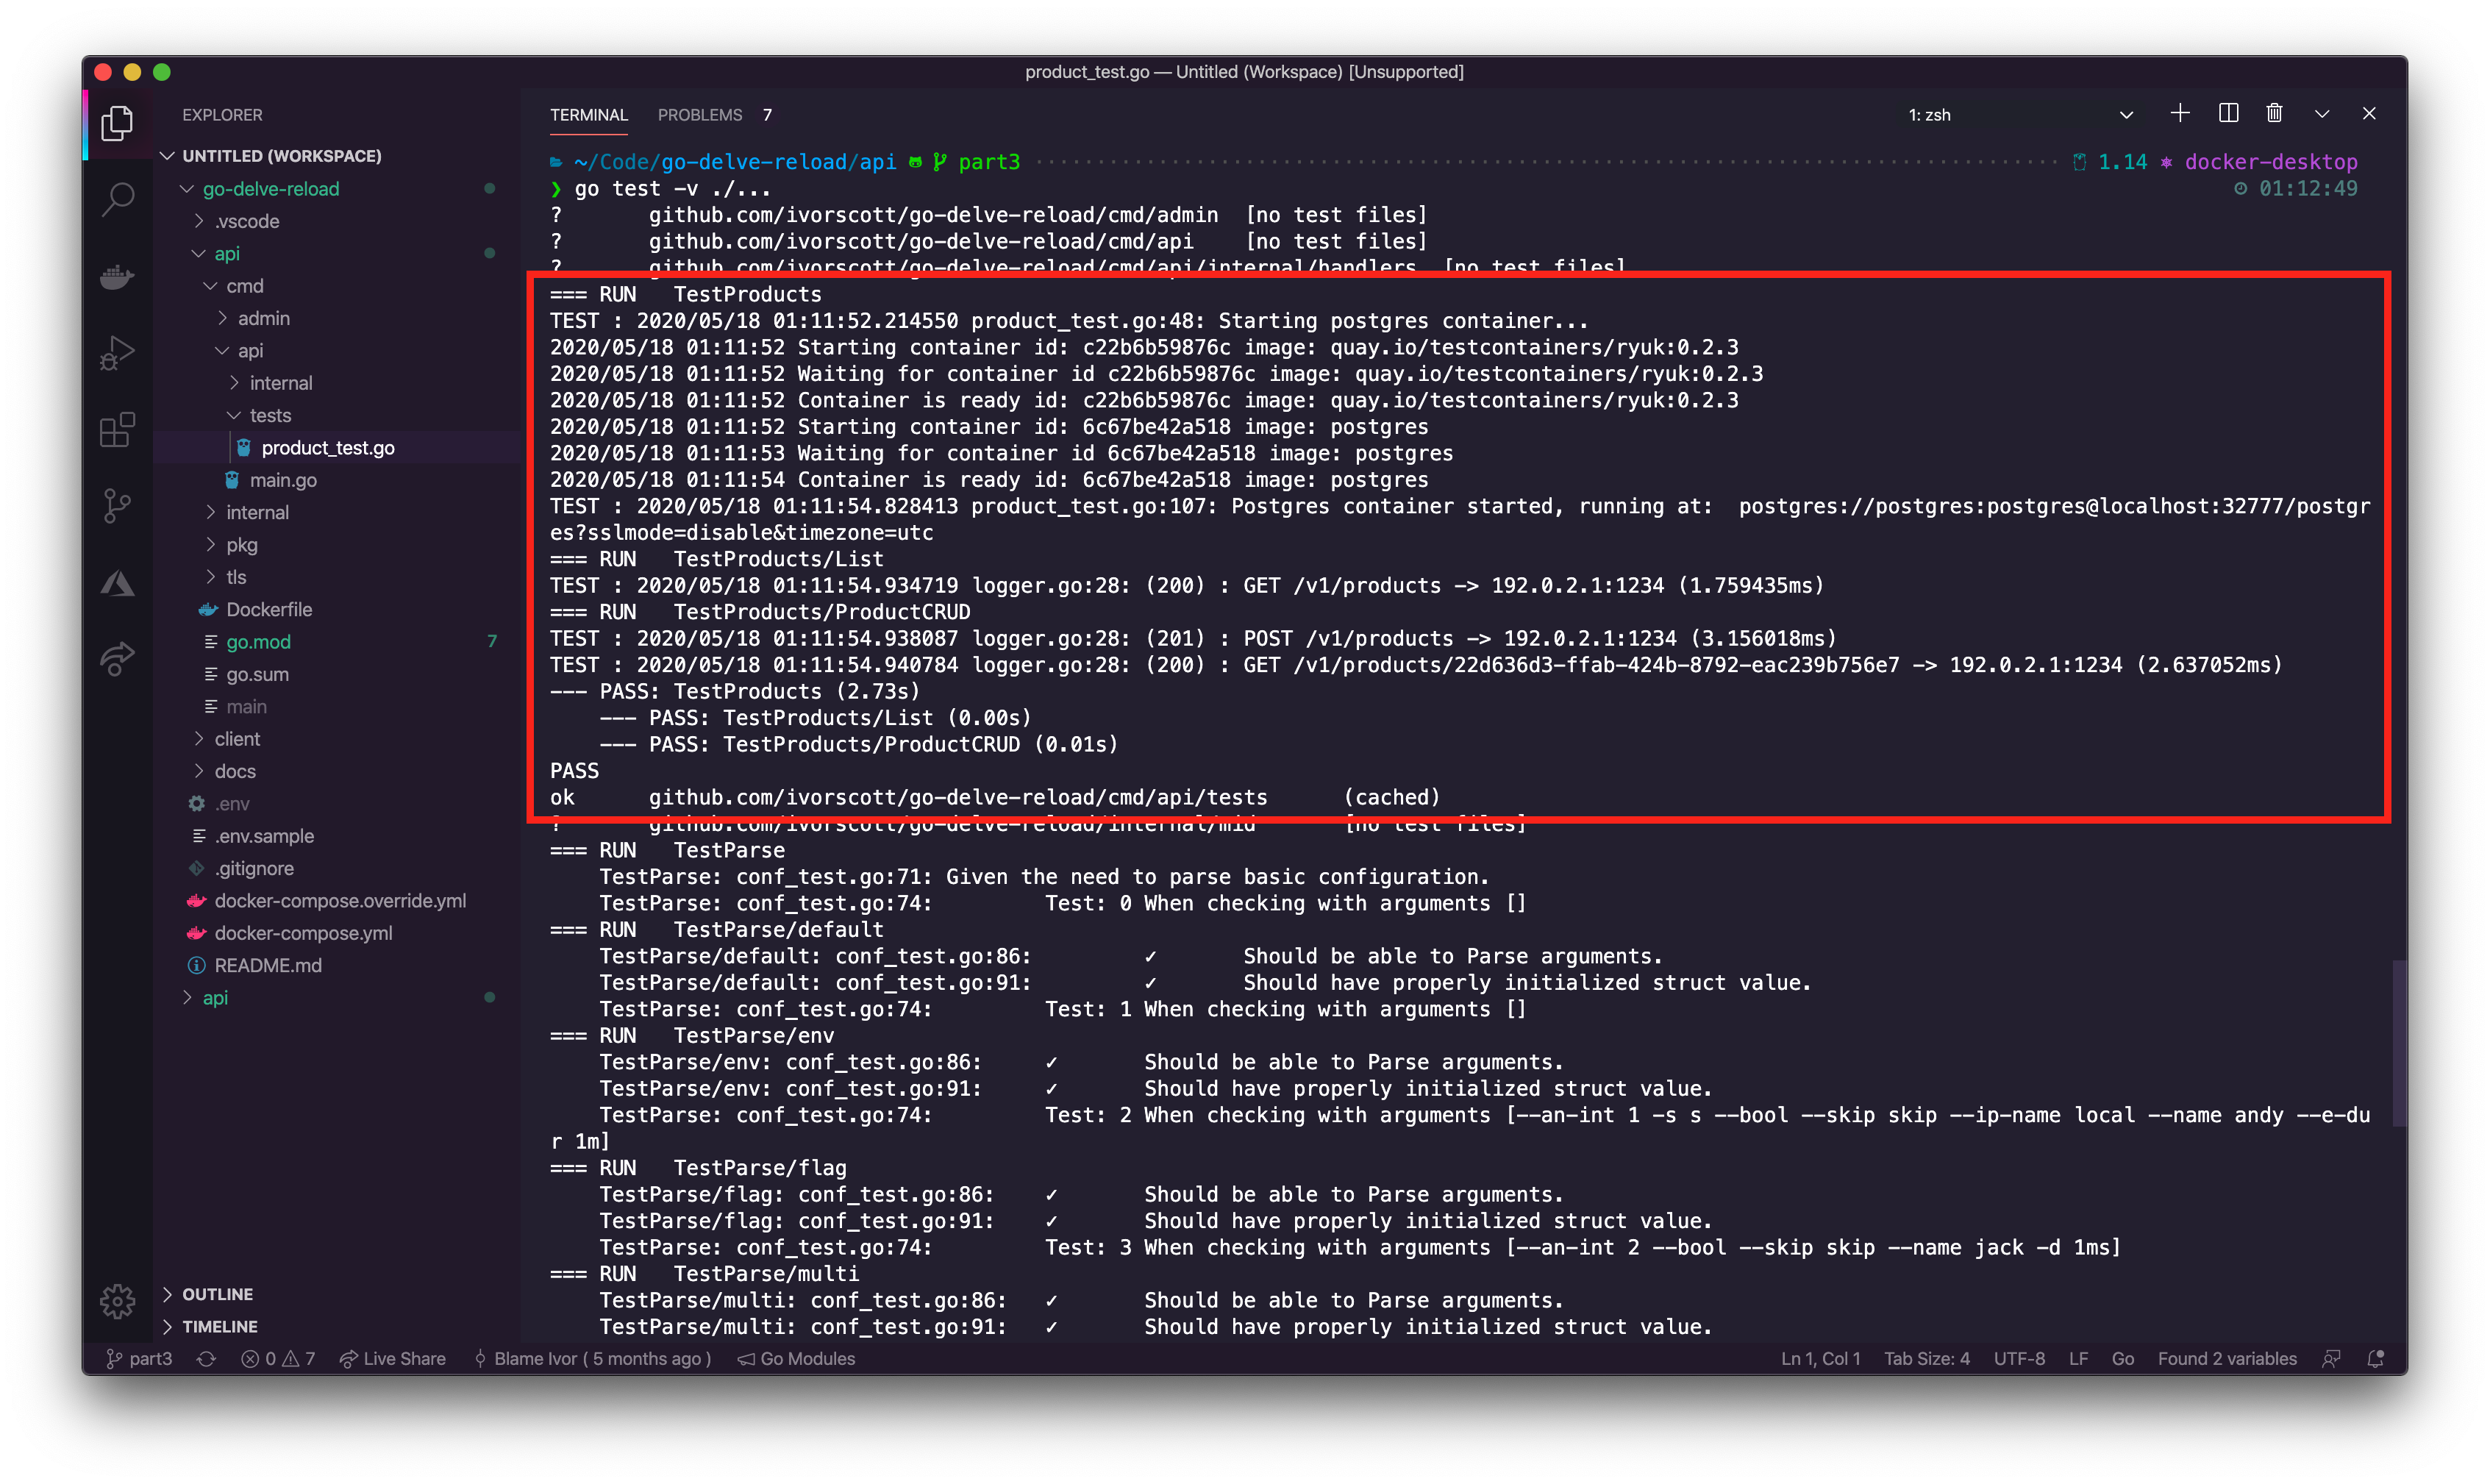 product_test.go — Untitled (Workspace) [Unsupported]
EXPLORER
UNTITLED (WORKSPACE)
go-delve-reload
.vscode
api
cmd
admin
api
internal
tests
product_test.go
main.go
internal
pkg
tls
Dockerfile
go.mod 7
go.sum
main
client
docs
.env
.env.sample
.gitignore
docker-compose.override.yml
docker-compose.yml
README.md
api
OUTLINE
TIMELINE
TERMINAL PROBLEMS 7 1: zsh
~/Code/go-delve-reload/api part3 1.14 docker-desktop
❯ go test -v ./... 01:12:49
? github.com/ivorscott/go-delve-reload/cmd/admin [no test files]
? github.com/ivorscott/go-delve-reload/cmd/api [no test files]
? github.com/ivorscott/go-delve-reload/cmd/api/internal/handlers [no test files]
=== RUN TestProducts
TEST : 2020/05/18 01:11:52.214550 product_test.go:48: Starting postgres container...
2020/05/18 01:11:52 Starting container id: c22b6b59876c image: quay.io/testcontainers/ryuk:0.2.3
2020/05/18 01:11:52 Waiting for container id c22b6b59876c image: quay.io/testcontainers/ryuk:0.2.3
2020/05/18 01:11:52 Container is ready id: c22b6b59876c image: quay.io/testcontainers/ryuk:0.2.3
2020/05/18 01:11:52 Starting container id: 6c67be42a518 image: postgres
2020/05/18 01:11:53 Waiting for container id 6c67be42a518 image: postgres
2020/05/18 01:11:54 Container is ready id: 6c67be42a518 image: postgres
TEST : 2020/05/18 01:11:54.828413 product_test.go:107: Postgres container started, running at: postgres://postgres:postgres@localhost:32777/postgr
es?sslmode=disable&timezone=utc
=== RUN TestProducts/List
TEST : 2020/05/18 01:11:54.934719 logger.go:28: (200) : GET /v1/products -> 192.0.2.1:1234 (1.759435ms)
=== RUN TestProducts/ProductCRUD
TEST : 2020/05/18 01:11:54.938087 logger.go:28: (201) : POST /v1/products -> 192.0.2.1:1234 (3.156018ms)
TEST : 2020/05/18 01:11:54.940784 logger.go:28: (200) : GET /v1/products/22d636d3-ffab-424b-8792-eac239b756e7 -> 192.0.2.1:1234 (2.637052ms)
--- PASS: TestProducts (2.73s)
--- PASS: TestProducts/List (0.00s)
--- PASS: TestProducts/ProductCRUD (0.01s)
PASS
ok github.com/ivorscott/go-delve-reload/cmd/api/tests (cached)
? github.com/ivorscott/go-delve-reload/internal/mid [no test files]
=== RUN TestParse
TestParse: conf_test.go:71: Given the need to parse basic configuration.
TestParse: conf_test.go:74: Test: 0 When checking with arguments []
=== RUN TestParse/default
TestParse/default: conf_test.go:86: ✓ Should be able to Parse arguments.
TestParse/default: conf_test.go:91: ✓ Should have properly initialized struct value.
TestParse: conf_test.go:74: Test: 1 When checking with arguments []
=== RUN TestParse/env
TestParse/env: conf_test.go:86: ✓ Should be able to Parse arguments.
TestParse/env: conf_test.go:91: ✓ Should have properly initialized struct value.
TestParse: conf_test.go:74: Test: 2 When checking with arguments [--an-int 1 -s s --bool --skip skip --ip-name local --name andy --e-du
r 1m]
=== RUN TestParse/flag
TestParse/flag: conf_test.go:86: ✓ Should be able to Parse arguments.
TestParse/flag: conf_test.go:91: ✓ Should have properly initialized struct value.
TestParse: conf_test.go:74: Test: 3 When checking with arguments [--an-int 2 --bool --skip skip --name jack -d 1ms]
=== RUN TestParse/multi
TestParse/multi: conf_test.go:86: ✓ Should be able to Parse arguments.
TestParse/multi: conf_test.go:91: ✓ Should have properly initialized struct value.
part3 0 7 Live Share Blame Ivor ( 5 months ago ) Go Modules Ln 1, Col 1 Tab Size: 4 UTF-8 LF Go Found 2 variables